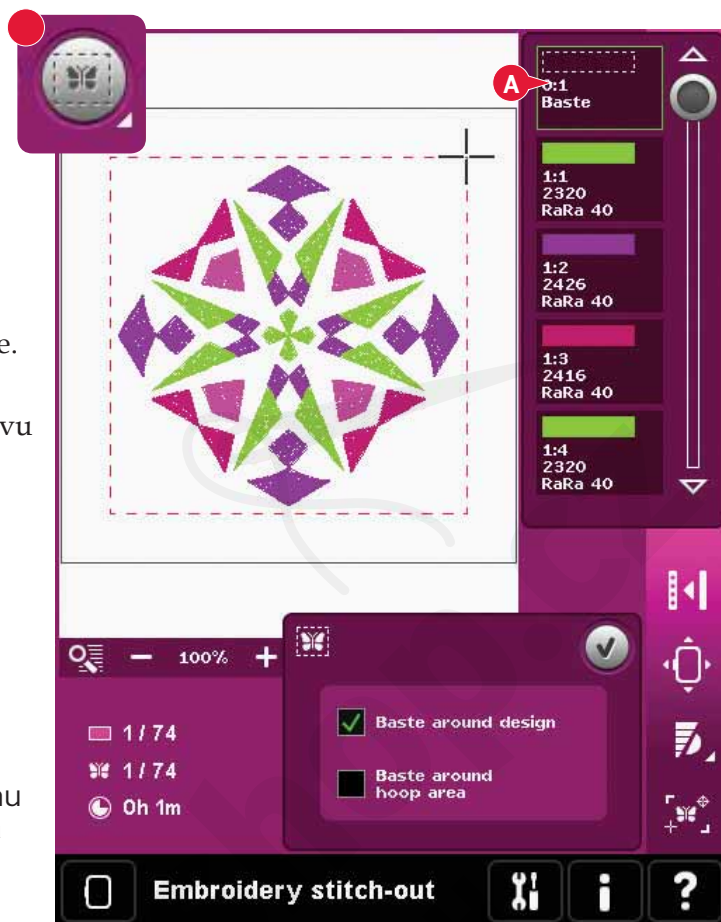 A
0:1
Baste
1:1
2320
RaRa 40
1:2
2426
RaRa 40
1:3
2416
RaRa 40
1:4
2320
RaRa 40
e.
vu
100%
1 / 74
1 / 74
0h 1m
Baste around design
Baste around
hoop area
Embroidery stitch-out
i
?